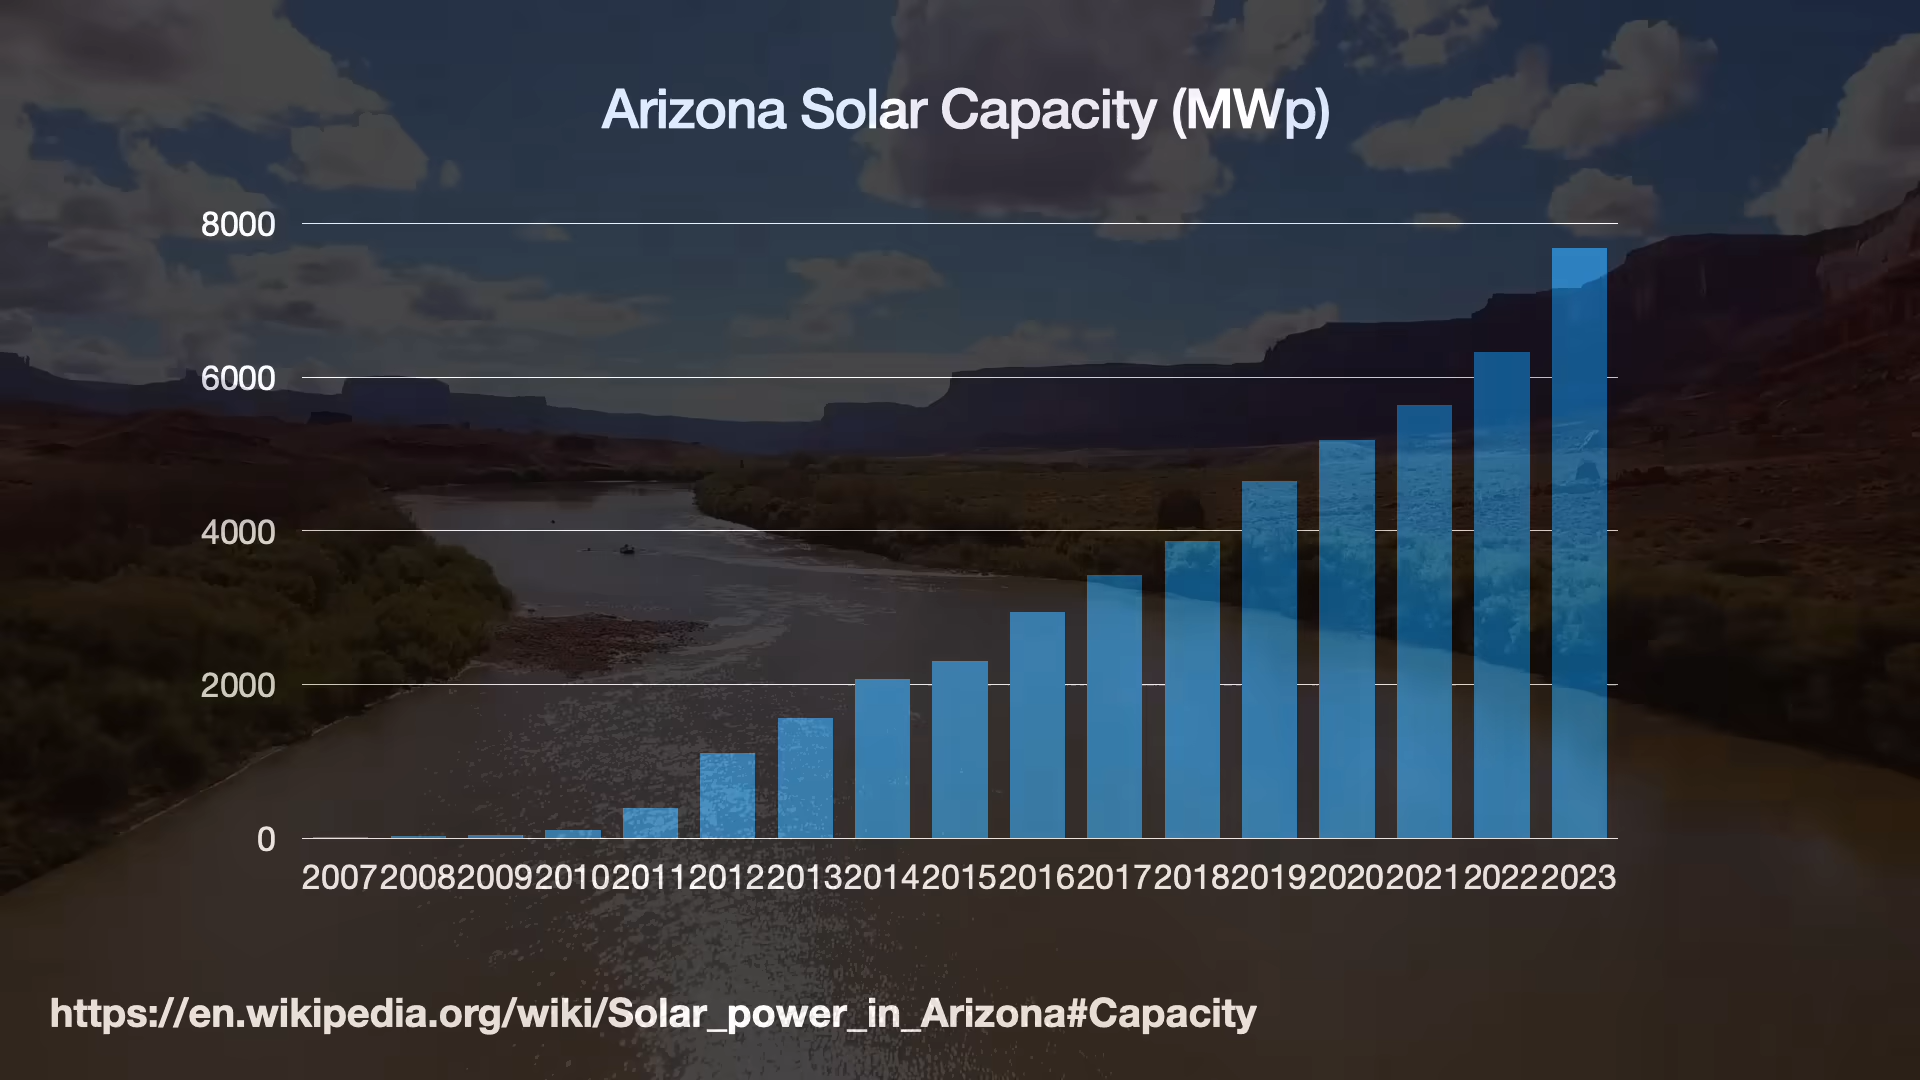 Arizona Solar Capacity (MWp)
8000
6000
4000
2000
0
2007 2008 2009 2010 2011 2012 2013 2014 2015 2016 2017 2018 2019 2020 2021 2022 2023
https://en.wikipedia.org/wiki/Solar_power_in_Arizona#Capacity